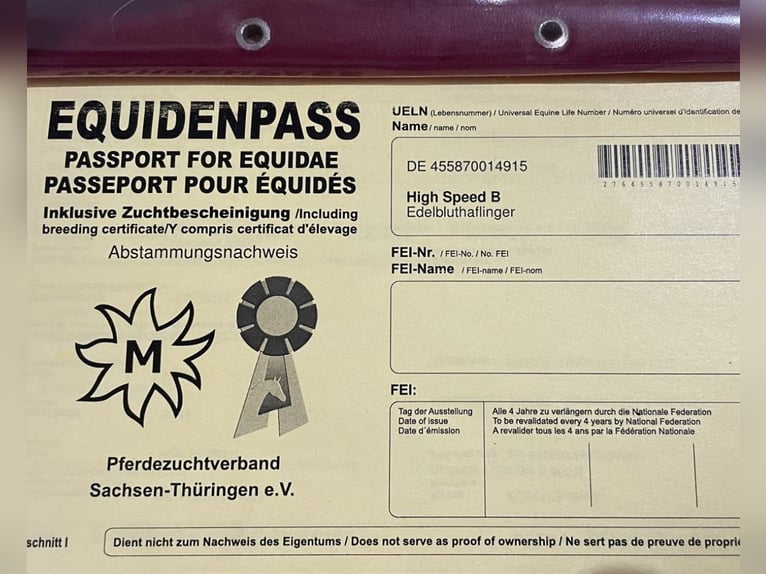 EQUIDENPASS
PASSPORT FOR EQUIDAE
PASSEPORT POUR ÉQUIDÉS
Inklusive Zuchtbescheinigung /Including
breeding certificate/Y compris certificat d'élevage
Abstammungsnachweis
M
Pferdezuchtverband
Sachsen-Thüringen e.V.
UELN (Lebensnummer) / Universal Equine Life Number / Numéro universel d'identification de
Name / name / nom
DE 455870014915
276455870014915
High Speed B
Edelbluthaflinger
FEI-Nr. / FEI-No. / No. FEI
FEI-Name / FEI-name / FEI-nom
FEI:
Tag der Ausstellung
Date of issue
Date d´émission
Alle 4 Jahre zu verlängern durch die Nationale Federation
To be revalidated every 4 years by National Federation
A revalider tous les 4 ans par la Fédération Nationale
schnitt I
Dient nicht zum Nachweis des Eigentums / Does not serve as proof of ownership / Ne sert pas de preuve de proprié